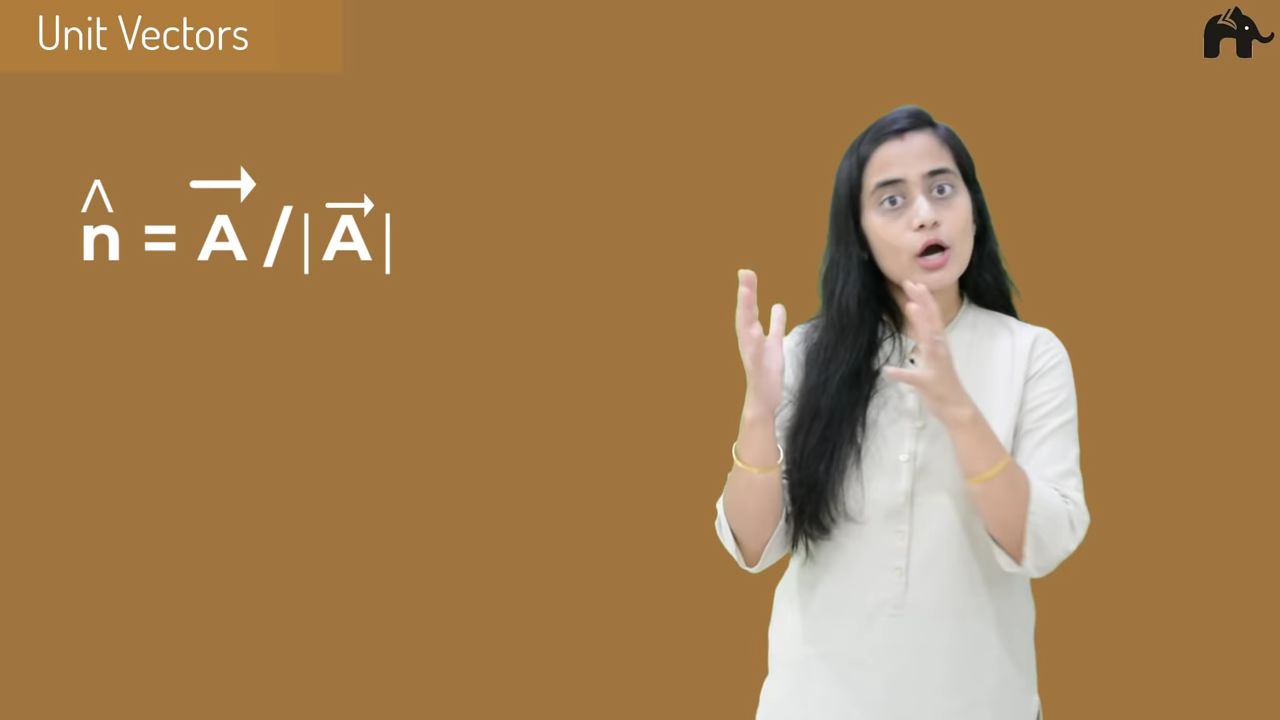 Unit Vectors
n̂ = A⃗ / |A⃗|